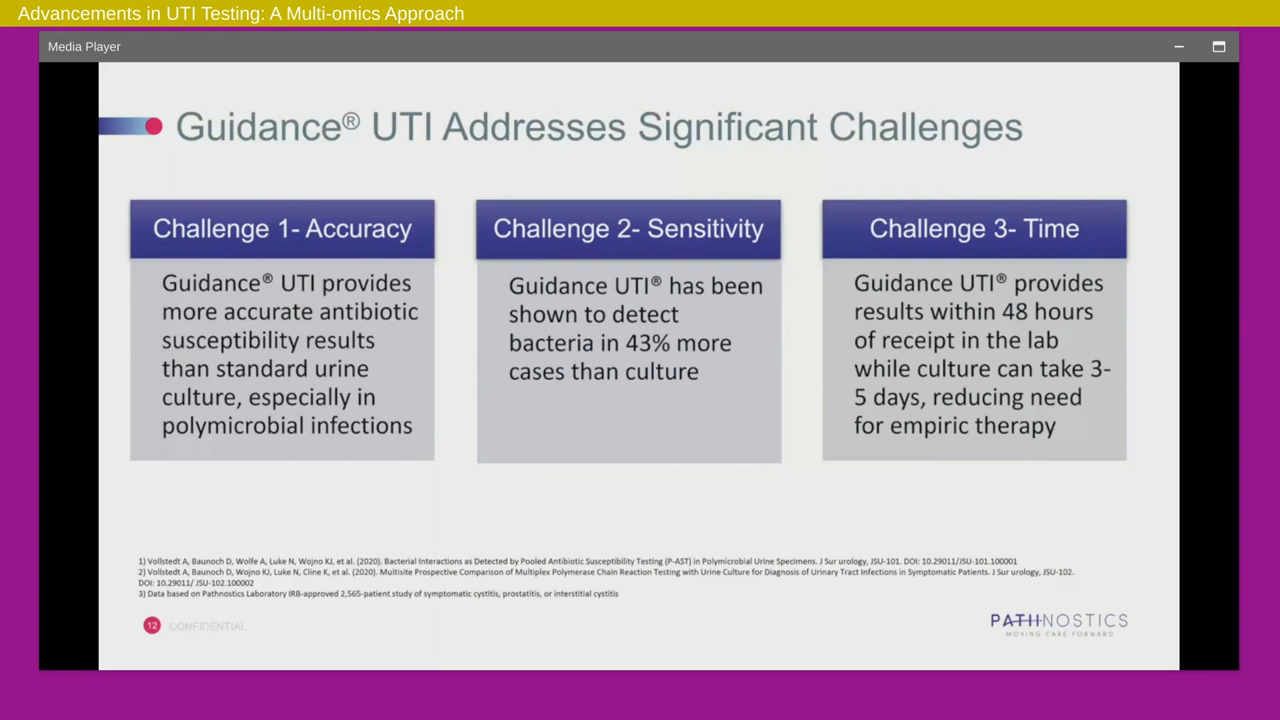 Advancements in UTI Testing: A Multi-omics Approach
Media Player
Guidance® UTI Addresses Significant Challenges
Challenge 1- Accuracy
Guidance® UTI provides
more accurate antibiotic
susceptibility results
than standard urine
culture, especially in
polymicrobial infections
Challenge 2- Sensitivity
Guidance UTI® has been
shown to detect
bacteria in 43% more
cases than culture
Challenge 3- Time
Guidance UTI® provides
results within 48 hours
of receipt in the lab
while culture can take 3-
5 days, reducing need
for empiric therapy
1) Vollstedt A, Baunoch D, Wolfe A, Luke N, Wojno KJ, et al. (2020). Bacterial Interactions as Detected by Pooled Antibiotic Susceptibility Testing (P-AST) in Polymicrobial Urine Specimens. J Sur urology, JSU-101. DOI: 10.29011/JSU-101.100001
2) Vollstedt A, Baunoch D, Wojno KJ, Luke N, Cline K, et al. (2020). Multisite Prospective Comparison of Multiplex Polymerase Chain Reaction Testing with Urine Culture for Diagnosis of Urinary Tract Infections in Symptomatic Patients. J Sur urology, JSU-102.
DOI: 10.29011/ JSU-102.100002
3) Data based on Pathnostics Laboratory IRB-approved 2,565-patient study of symptomatic cystitis, prostatitis, or interstitial cystitis
12 CONFIDENTIAL
PATHNOSTICS
MOVING CARE FORWARD